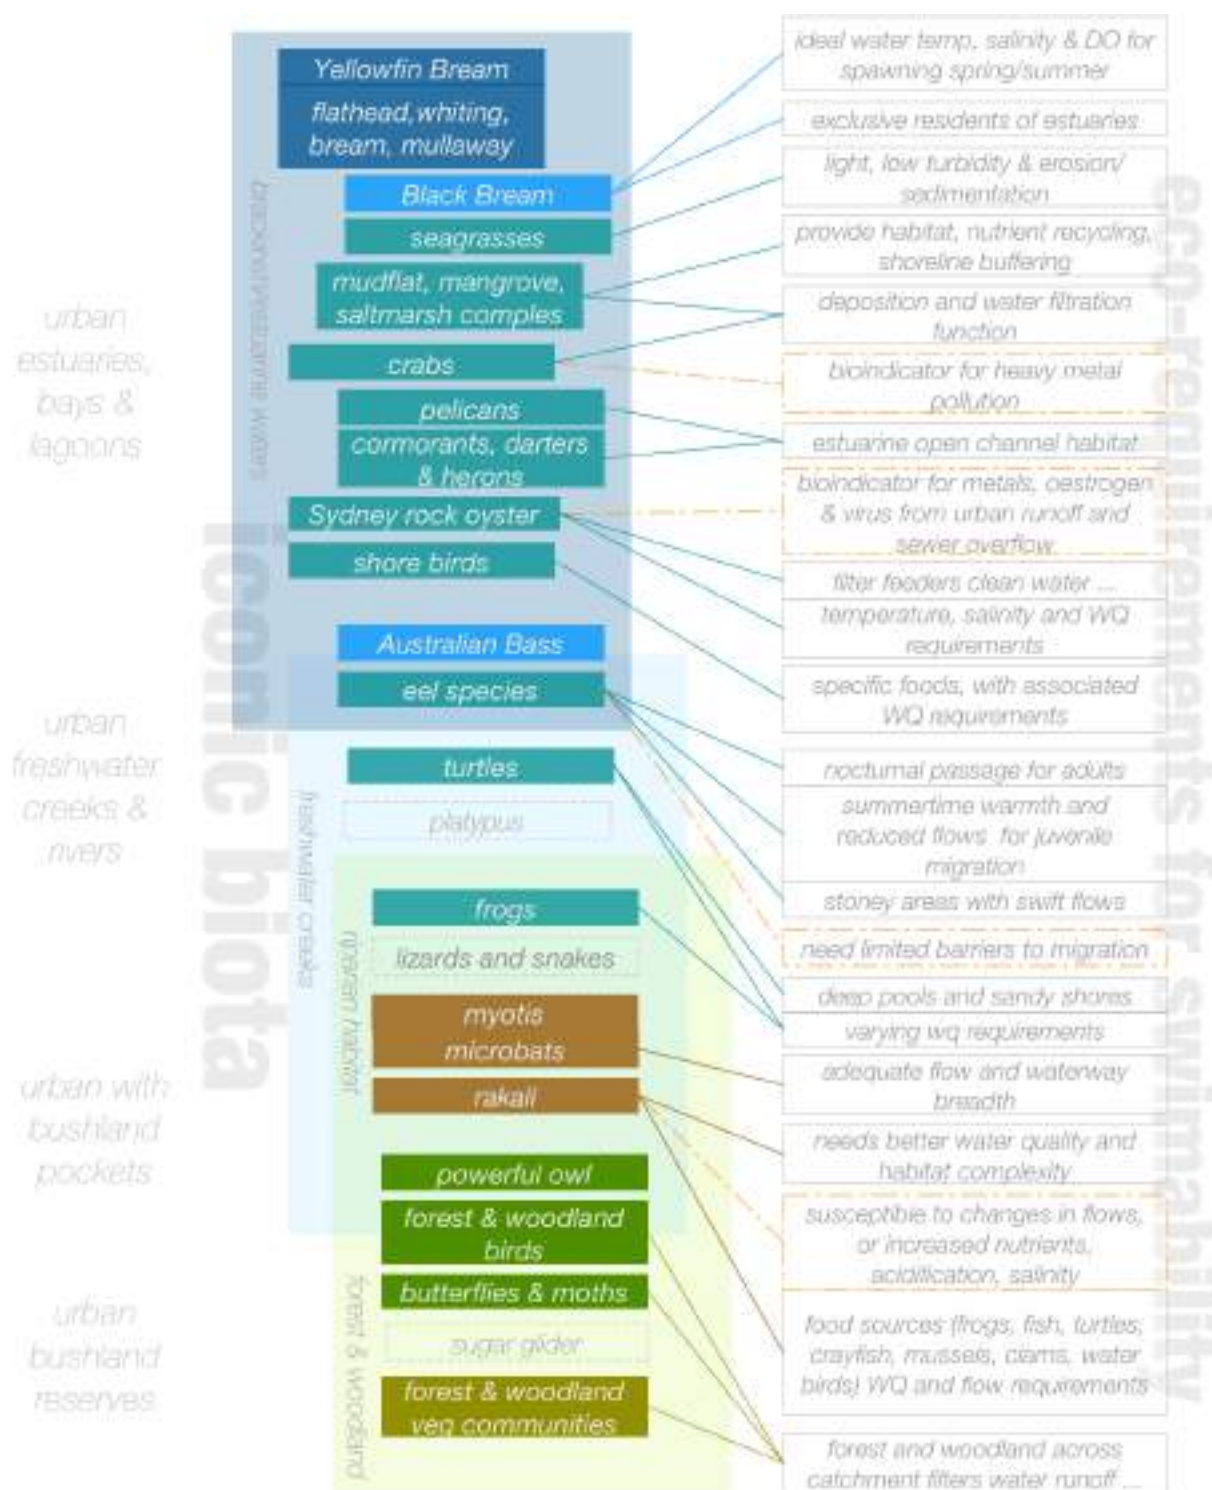 Yellowfin Bream
flathead, whiting,
bream, mullaway
Black Bream
seagrasses
mudflat, mangrove,
saltmarsh comples
crabs
pelicans
cormorants, darters
& herons
Sydney rock oyster
shore birds
Australian Bass
eel species
turtles
platypus
frogs
lizards and snakes
myotis
microbats
rakali
powerful owl
forest & woodland
birds
butterflies & moths
sugar glider
forest & woodland
veg communities
urban
estuaries,
bays &
lagoons
urban
freshwater
creeks &
rivers
urban with
bushland
pockets
urban
bushland
reserves
iconic biota
brackish/estuarine waters
freshwater creeks
riparian habitat
forest & woodland
ideal water temp, salinity & DO for
spawning spring/summer
exclusive residents of estuaries
light, low turbidity & erosion/
sedimentation
provide habitat, nutrient recycling,
shoreline buffering
deposition and water filtration
function
bioindicator for heavy metal
pollution
estuarine open channel habitat
bioindicator for metals, oestrogen
& virus from urban runoff and
sewer overflow
filter feeders clean water ...
temperature, salinity and WQ
requirements
specific foods, with associated
WQ requirements
nocturnal passage for adults
summertime warmth and
reduced flows for juvenile
migration
stoney areas with swift flows
need limited barriers to migration
deep pools and sandy shores
varying wq requirements
adequate flow and waterway
breadth
needs better water quality and
habitat complexity
susceptible to changes in flows,
or increased nutrients,
acidification, salinity
food sources (frogs, fish, turtles,
crayfish, mussels, clams, water
birds) WQ and flow requirements
forest and woodland across
catchment filters water runoff ...
eco-requirements for swimability